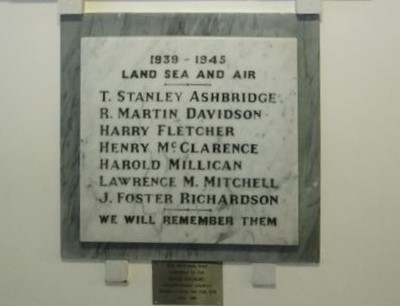 1939 - 1945
LAND SEA AND AIR
T. STANLEY ASHBRIDGE
R. MARTIN DAVIDSON
HARRY FLETCHER
HENRY McCLARENCE
HAROLD MILLICAN
LAWRENCE M. MITCHELL
J. FOSTER RICHARDSON
WE WILL REMEMBER THEM